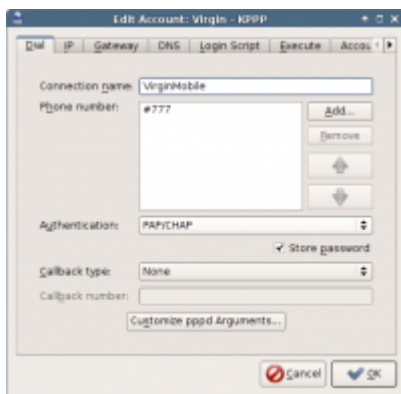 Edit Account: Virgin - KPPP
Dial IP Gateway DNS Login Script Execute Accou
Connection name: VirginMobile
Phone number: #777
Add...
Remove
Authentication: PAP/CHAP
Store password
Callback type: None
Callback number:
Customize pppd Arguments...
Cancel OK